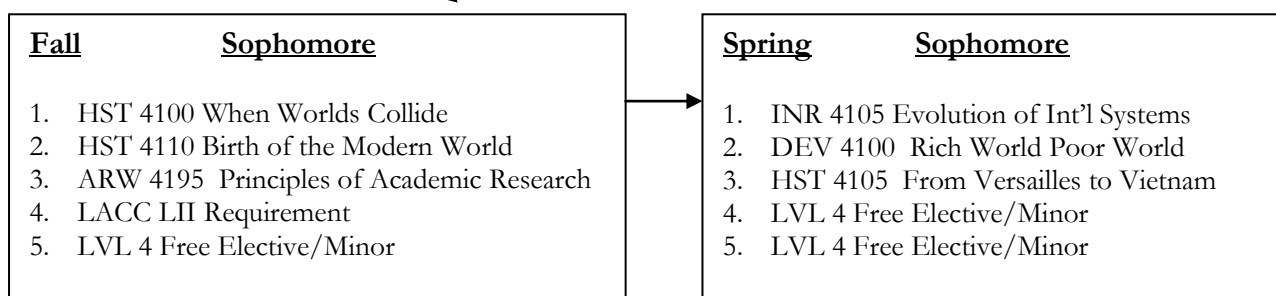 Fall Sophomore
1. HST 4100 When Worlds Collide
2. HST 4110 Birth of the Modern World
3. ARW 4195 Principles of Academic Research
4. LACC LII Requirement
5. LVL 4 Free Elective/Minor
Spring Sophomore
1. INR 4105 Evolution of Int'l Systems
2. DEV 4100 Rich World Poor World
3. HST 4105 From Versailles to Vietnam
4. LVL 4 Free Elective/Minor
5. LVL 4 Free Elective/Minor